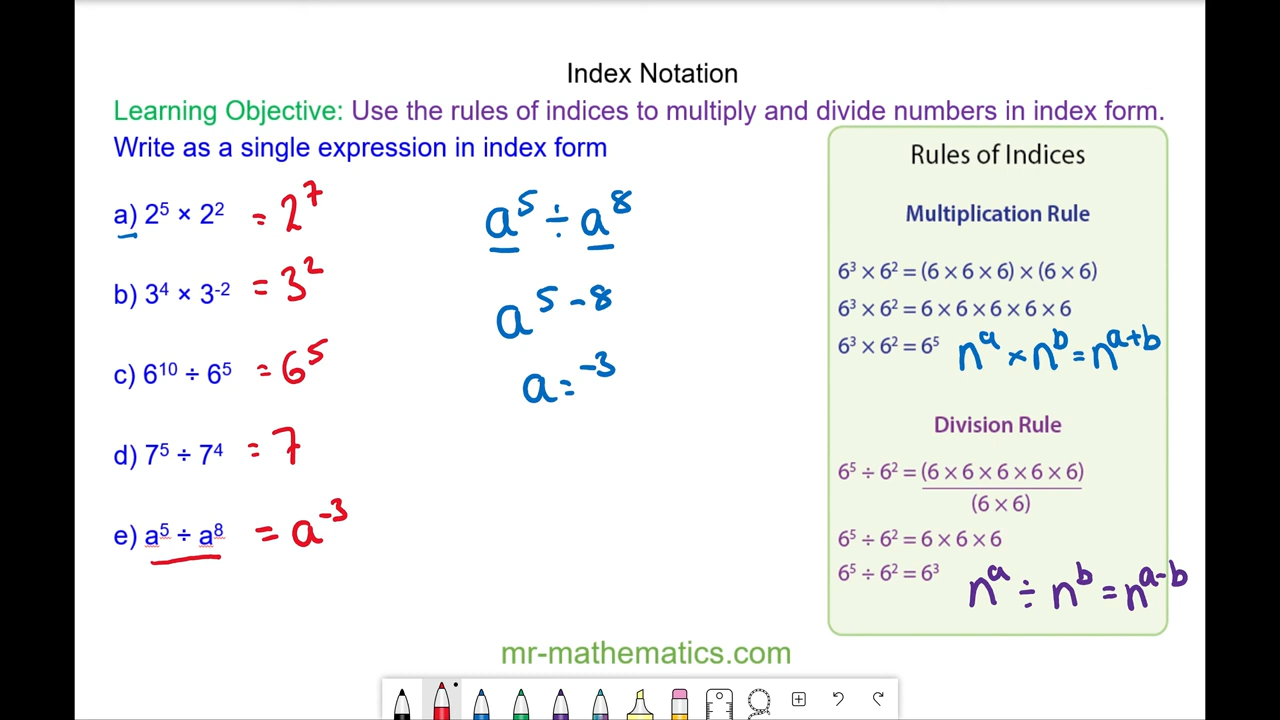 Index Notation
Learning Objective: Use the rules of indices to multiply and divide numbers in index form.
Write as a single expression in index form
a) 2⁵ × 2² = 2⁷
b) 3⁴ × 3⁻² = 3²
c) 6¹⁰ ÷ 6⁵ = 6⁵
d) 7⁵ ÷ 7⁴ = 7
e) a⁵ ÷ a⁸ = a⁻³
a⁵ ÷ a⁸
a⁵⁻⁸
a = ⁻³
Rules of Indices
Multiplication Rule
6³ × 6² = (6 × 6 × 6) × (6 × 6)
6³ × 6² = 6 × 6 × 6 × 6 × 6
6³ × 6² = 6⁵ nᵃ × nᵇ = nᵃ⁺ᵇ
Division Rule
6⁵ ÷ 6² = (6 × 6 × 6 × 6 × 6)
(6 × 6)
6⁵ ÷ 6² = 6 × 6 × 6
6⁵ ÷ 6² = 6³ nᵃ ÷ nᵇ = nᵃ⁻ᵇ
mr-mathematics.com